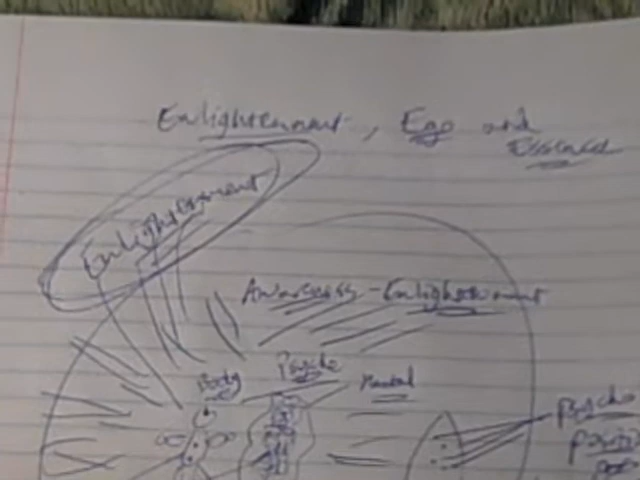 Enlightenment, Ego and
Essence
Enlightenment
Awareness - Enlightenment
Body
Psyche
Mental
psycho